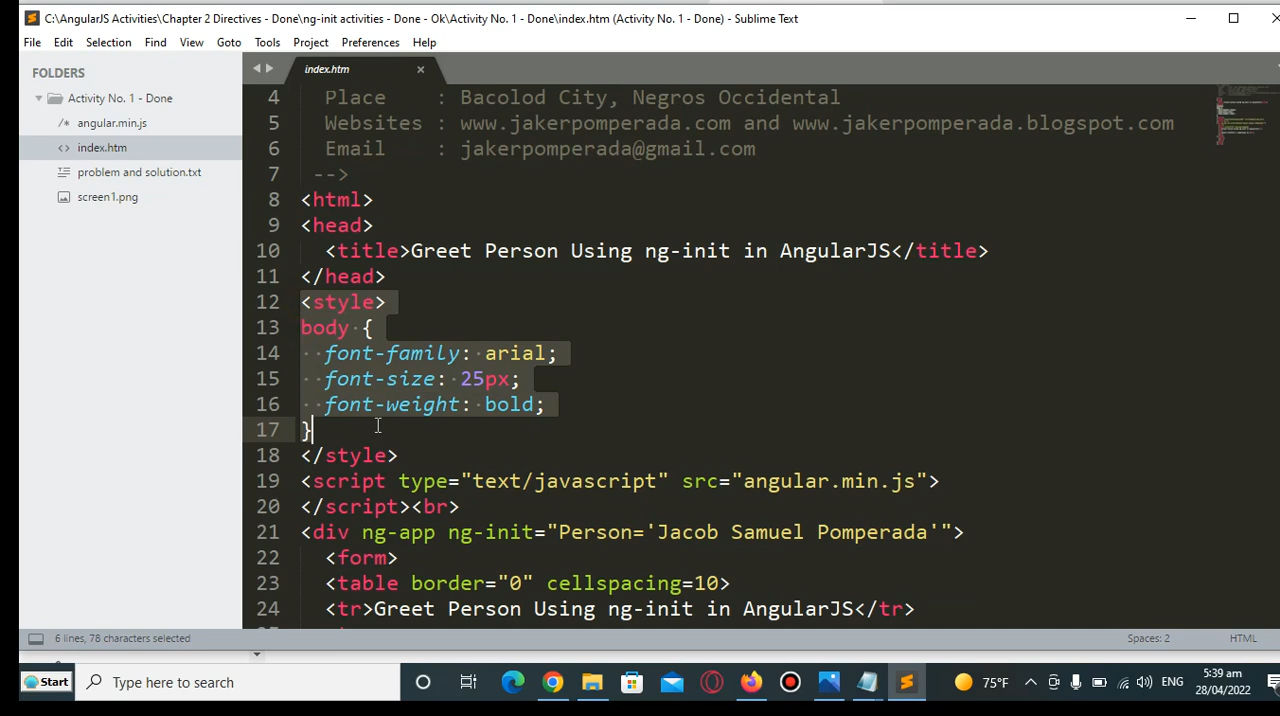 C:\AngularJS Activities\Chapter 2 Directives - Done\ng-init activities - Done - Ok\Activity No. 1 - Done\index.htm (Activity No. 1 - Done) - Sublime Text
File Edit Selection Find View Goto Tools Project Preferences Help
FOLDERS
Activity No. 1 - Done
/* angular.min.js
<> index.htm
problem and solution.txt
screen1.png
index.htm
4 Place : Bacolod City, Negros Occidental
5 Websites : www.jakerpomperada.com and www.jakerpomperada.blogspot.com
6 Email : jakerpomperada@gmail.com
7 -->
8 <html>
9 <head>
10 <title>Greet Person Using ng-init in AngularJS</title>
11 </head>
12 <style>
13 body {
14 font-family: arial;
15 font-size: 25px;
16 font-weight: bold;
17 }
18 </style>
19 <script type="text/javascript" src="angular.min.js">
20 </script><br>
21 <div ng-app ng-init="Person='Jacob Samuel Pomperada'">
22 <form>
23 <table border="0" cellspacing=10>
24 <tr>Greet Person Using ng-init in AngularJS</tr>
6 lines, 78 characters selected
Spaces: 2
HTML
Start
Type here to search
75°F
ENG
5:39 am
28/04/2022